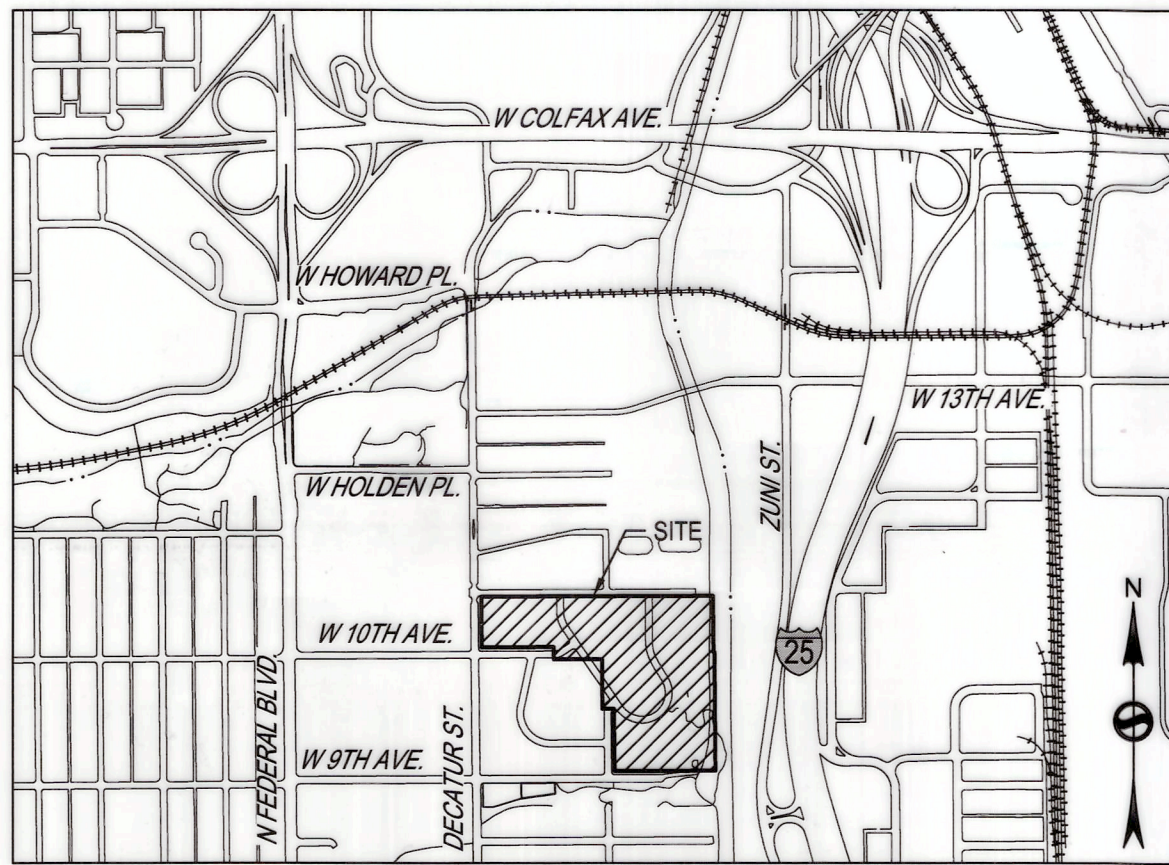 W COLFAX AVE.
W HOWARD PL.
W 13TH AVE.
W HOLDEN PL.
ZUNI ST.
SITE
N
W 10TH AVE.
25
N FEDERAL BLVD.
DECATUR ST.
W 9TH AVE.